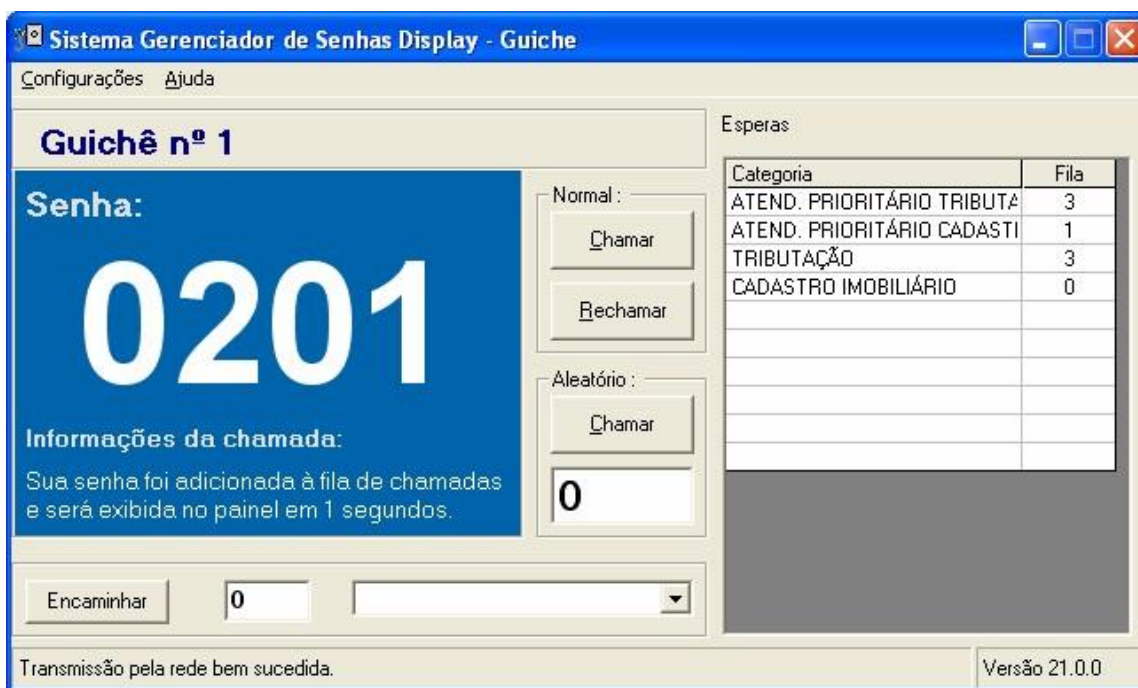 Sistema Gerenciador de Senhas Display - Guiche
Configurações Ajuda
Guichê nº 1
Senha:
0201
Informações da chamada:
Sua senha foi adicionada à fila de chamadas
e será exibida no painel em 1 segundos.
Normal :
Chamar
Rechamar
Aleatório :
Chamar
0
Encaminhar 0
Esperas
Categoria Fila
ATEND. PRIORITÁRIO TRIBUTA 3
ATEND. PRIORITÁRIO CADASTI 1
TRIBUTAÇÃO 3
CADASTRO IMOBILIÁRIO 0
Transmissão pela rede bem sucedida. Versão 21.0.0